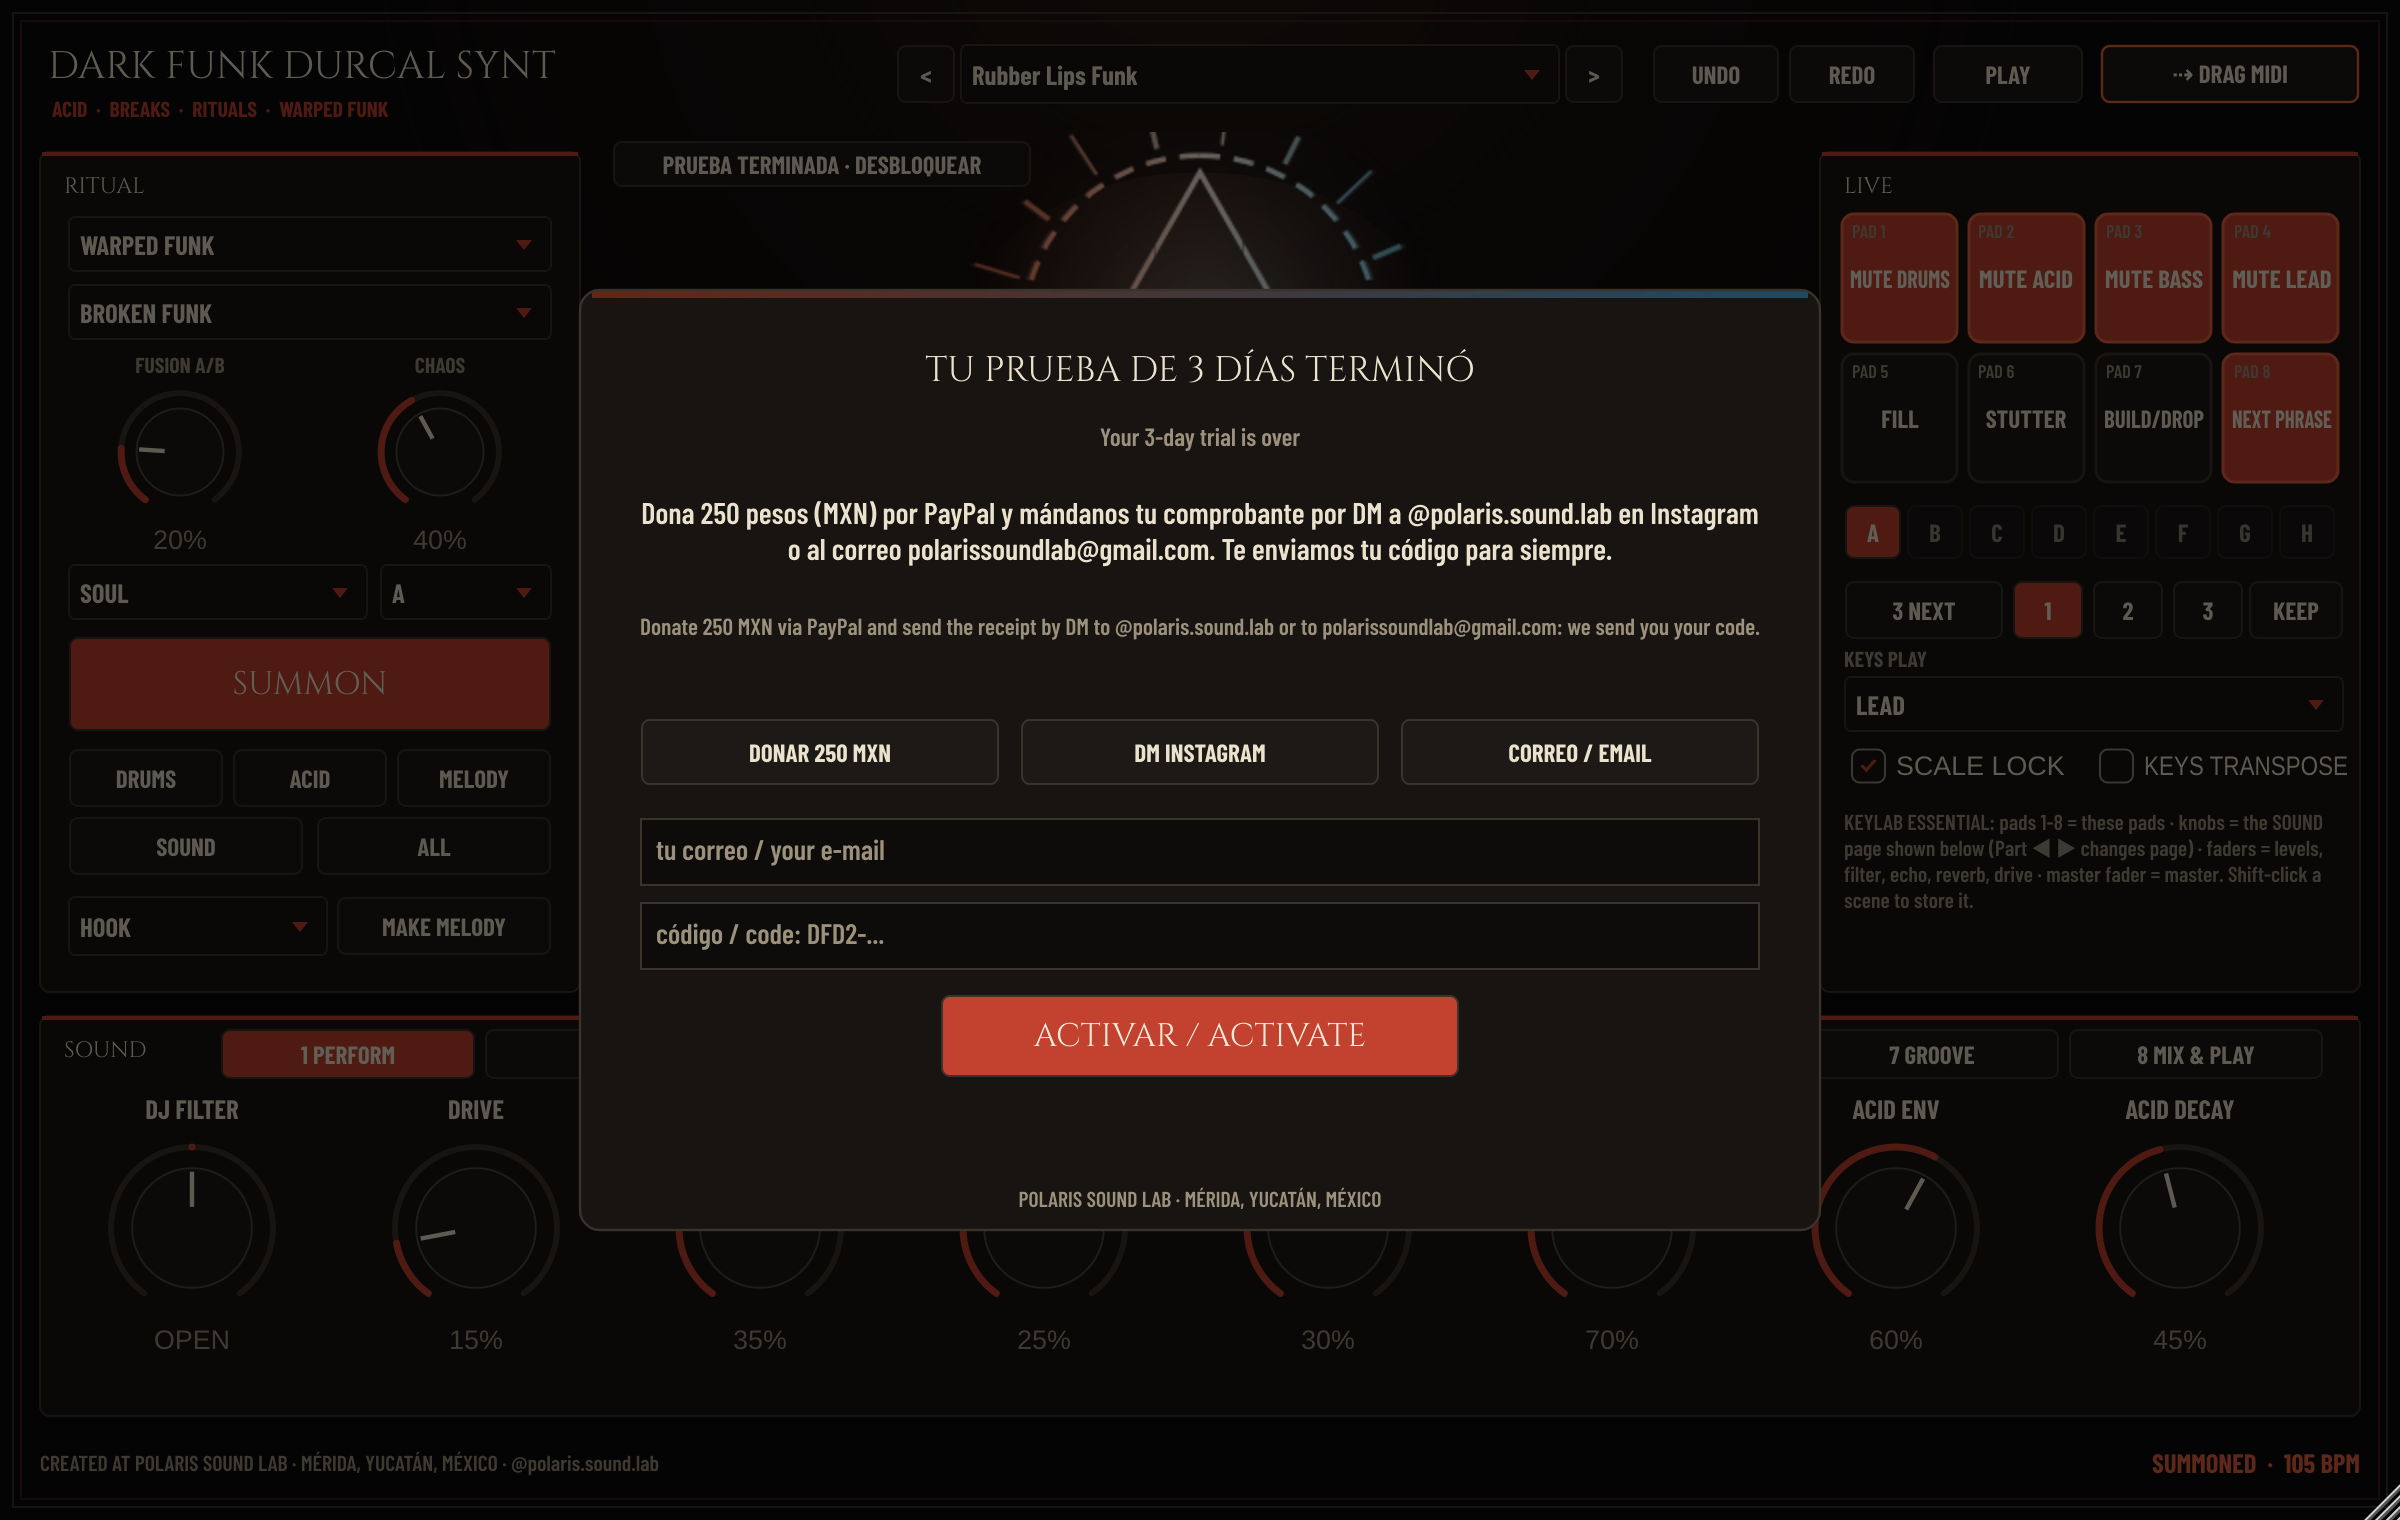 DARK FUNK DURCAL SYNT
ACID · BREAKS · RITUALS · WARPED FUNK
<
Rubber Lips Funk
>
UNDO
REDO
PLAY
⇢ DRAG MIDI
PRUEBA TERMINADA · DESBLOQUEAR
RITUAL
WARPED FUNK
BROKEN FUNK
FUSION A/B
CHAOS
20%
40%
SOUL
A
SUMMON
DRUMS
ACID
MELODY
SOUND
ALL
HOOK
MAKE MELODY
TU PRUEBA DE 3 DÍAS TERMINÓ
Your 3-day trial is over
Dona 250 pesos (MXN) por PayPal y mándanos tu comprobante por DM a @polaris.sound.lab en Instagram
o al correo polarissoundlab@gmail.com. Te enviamos tu código para siempre.
Donate 250 MXN via PayPal and send the receipt by DM to @polaris.sound.lab or to polarissoundlab@gmail.com: we send you your code.
DONAR 250 MXN
DM INSTAGRAM
CORREO / EMAIL
tu correo / your e-mail
código / code: DFD2-...
ACTIVAR / ACTIVATE
POLARIS SOUND LAB · MÉRIDA, YUCATÁN, MÉXICO
LIVE
PAD 1
MUTE DRUMS
PAD 2
MUTE ACID
PAD 3
MUTE BASS
PAD 4
MUTE LEAD
PAD 5
FILL
PAD 6
STUTTER
PAD 7
BUILD/DROP
PAD 8
NEXT PHRASE
A
B
C
D
E
F
G
H
3 NEXT
1
2
3
KEEP
KEYS PLAY
LEAD
SCALE LOCK
KEYS TRANSPOSE
KEYLAB ESSENTIAL: pads 1-8 = these pads · knobs = the SOUND
page shown below (Part ◀ ▶ changes page) · faders = levels,
filter, echo, reverb, drive · master fader = master. Shift-click a
scene to store it.
SOUND
1 PERFORM
7 GROOVE
8 MIX & PLAY
DJ FILTER
DRIVE
ACID ENV
ACID DECAY
OPEN
15%
35%
25%
30%
70%
60%
45%
CREATED AT POLARIS SOUND LAB · MÉRIDA, YUCATÁN, MÉXICO · @polaris.sound.lab
SUMMONED · 105 BPM